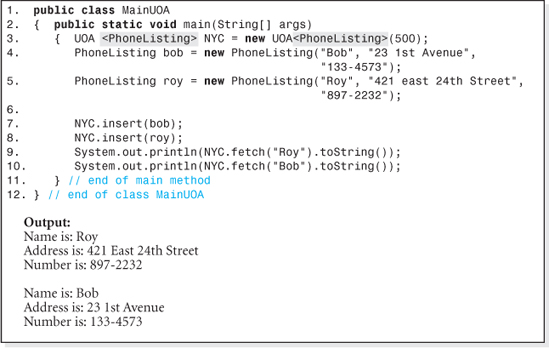 1. public class MainUOA
2. { public static void main(String[] args)
3. { UOA <PhoneListing> NYC = new UOA<PhoneListing>(500);
4. PhoneListing bob = new PhoneListing("Bob", "23 1st Avenue",
"133-4573");
5. PhoneListing roy = new PhoneListing("Roy", "421 east 24th Street",
"897-2232");
6.
7. NYC.insert(bob);
8. NYC.insert(roy);
9. System.out.println(NYC.fetch("Roy").toString());
10. System.out.println(NYC.fetch("Bob").toString());
11. } // end of main method
12. } // end of class MainUOA
Output:
Name is: Roy
Address is: 421 East 24th Street
Number is: 897-2232
Name is: Bob
Address is: 23 1st Avenue
Number is: 133-4573